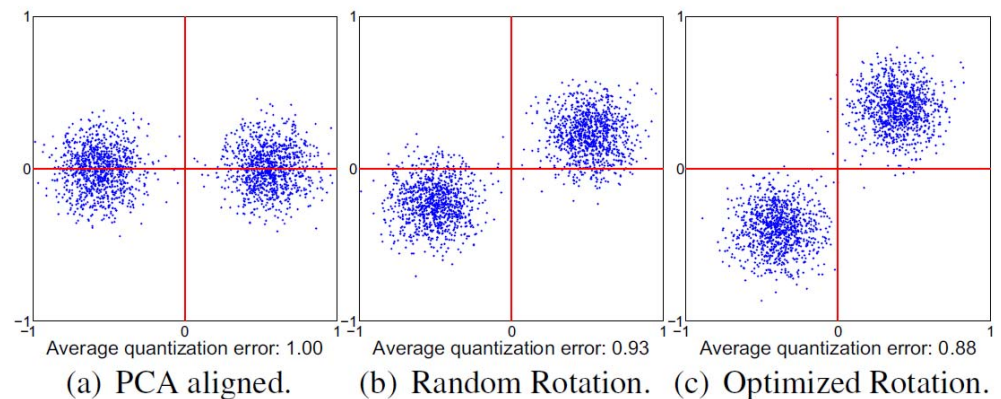 1 1 1
0 0 0
-1 -1 -1
-1 0 1 -1 0 1 -1 0 1
Average quantization error: 1.00 Average quantization error: 0.93 Average quantization error: 0.88
(a) PCA aligned. (b) Random Rotation. (c) Optimized Rotation.